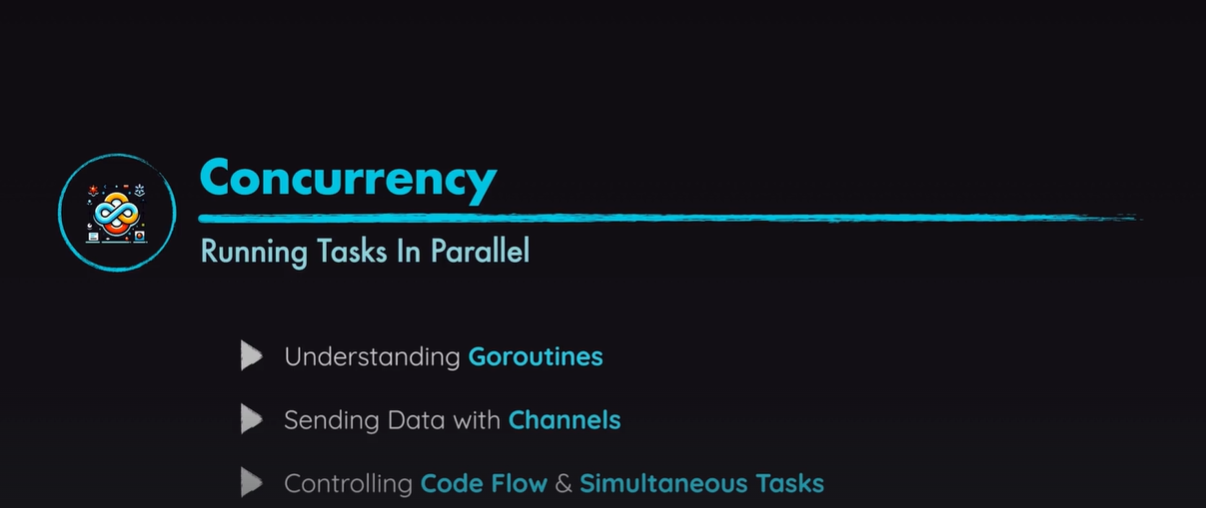 Concurrency
Running Tasks In Parallel
Understanding Goroutines
Sending Data with Channels
Controlling Code Flow & Simultaneous Tasks